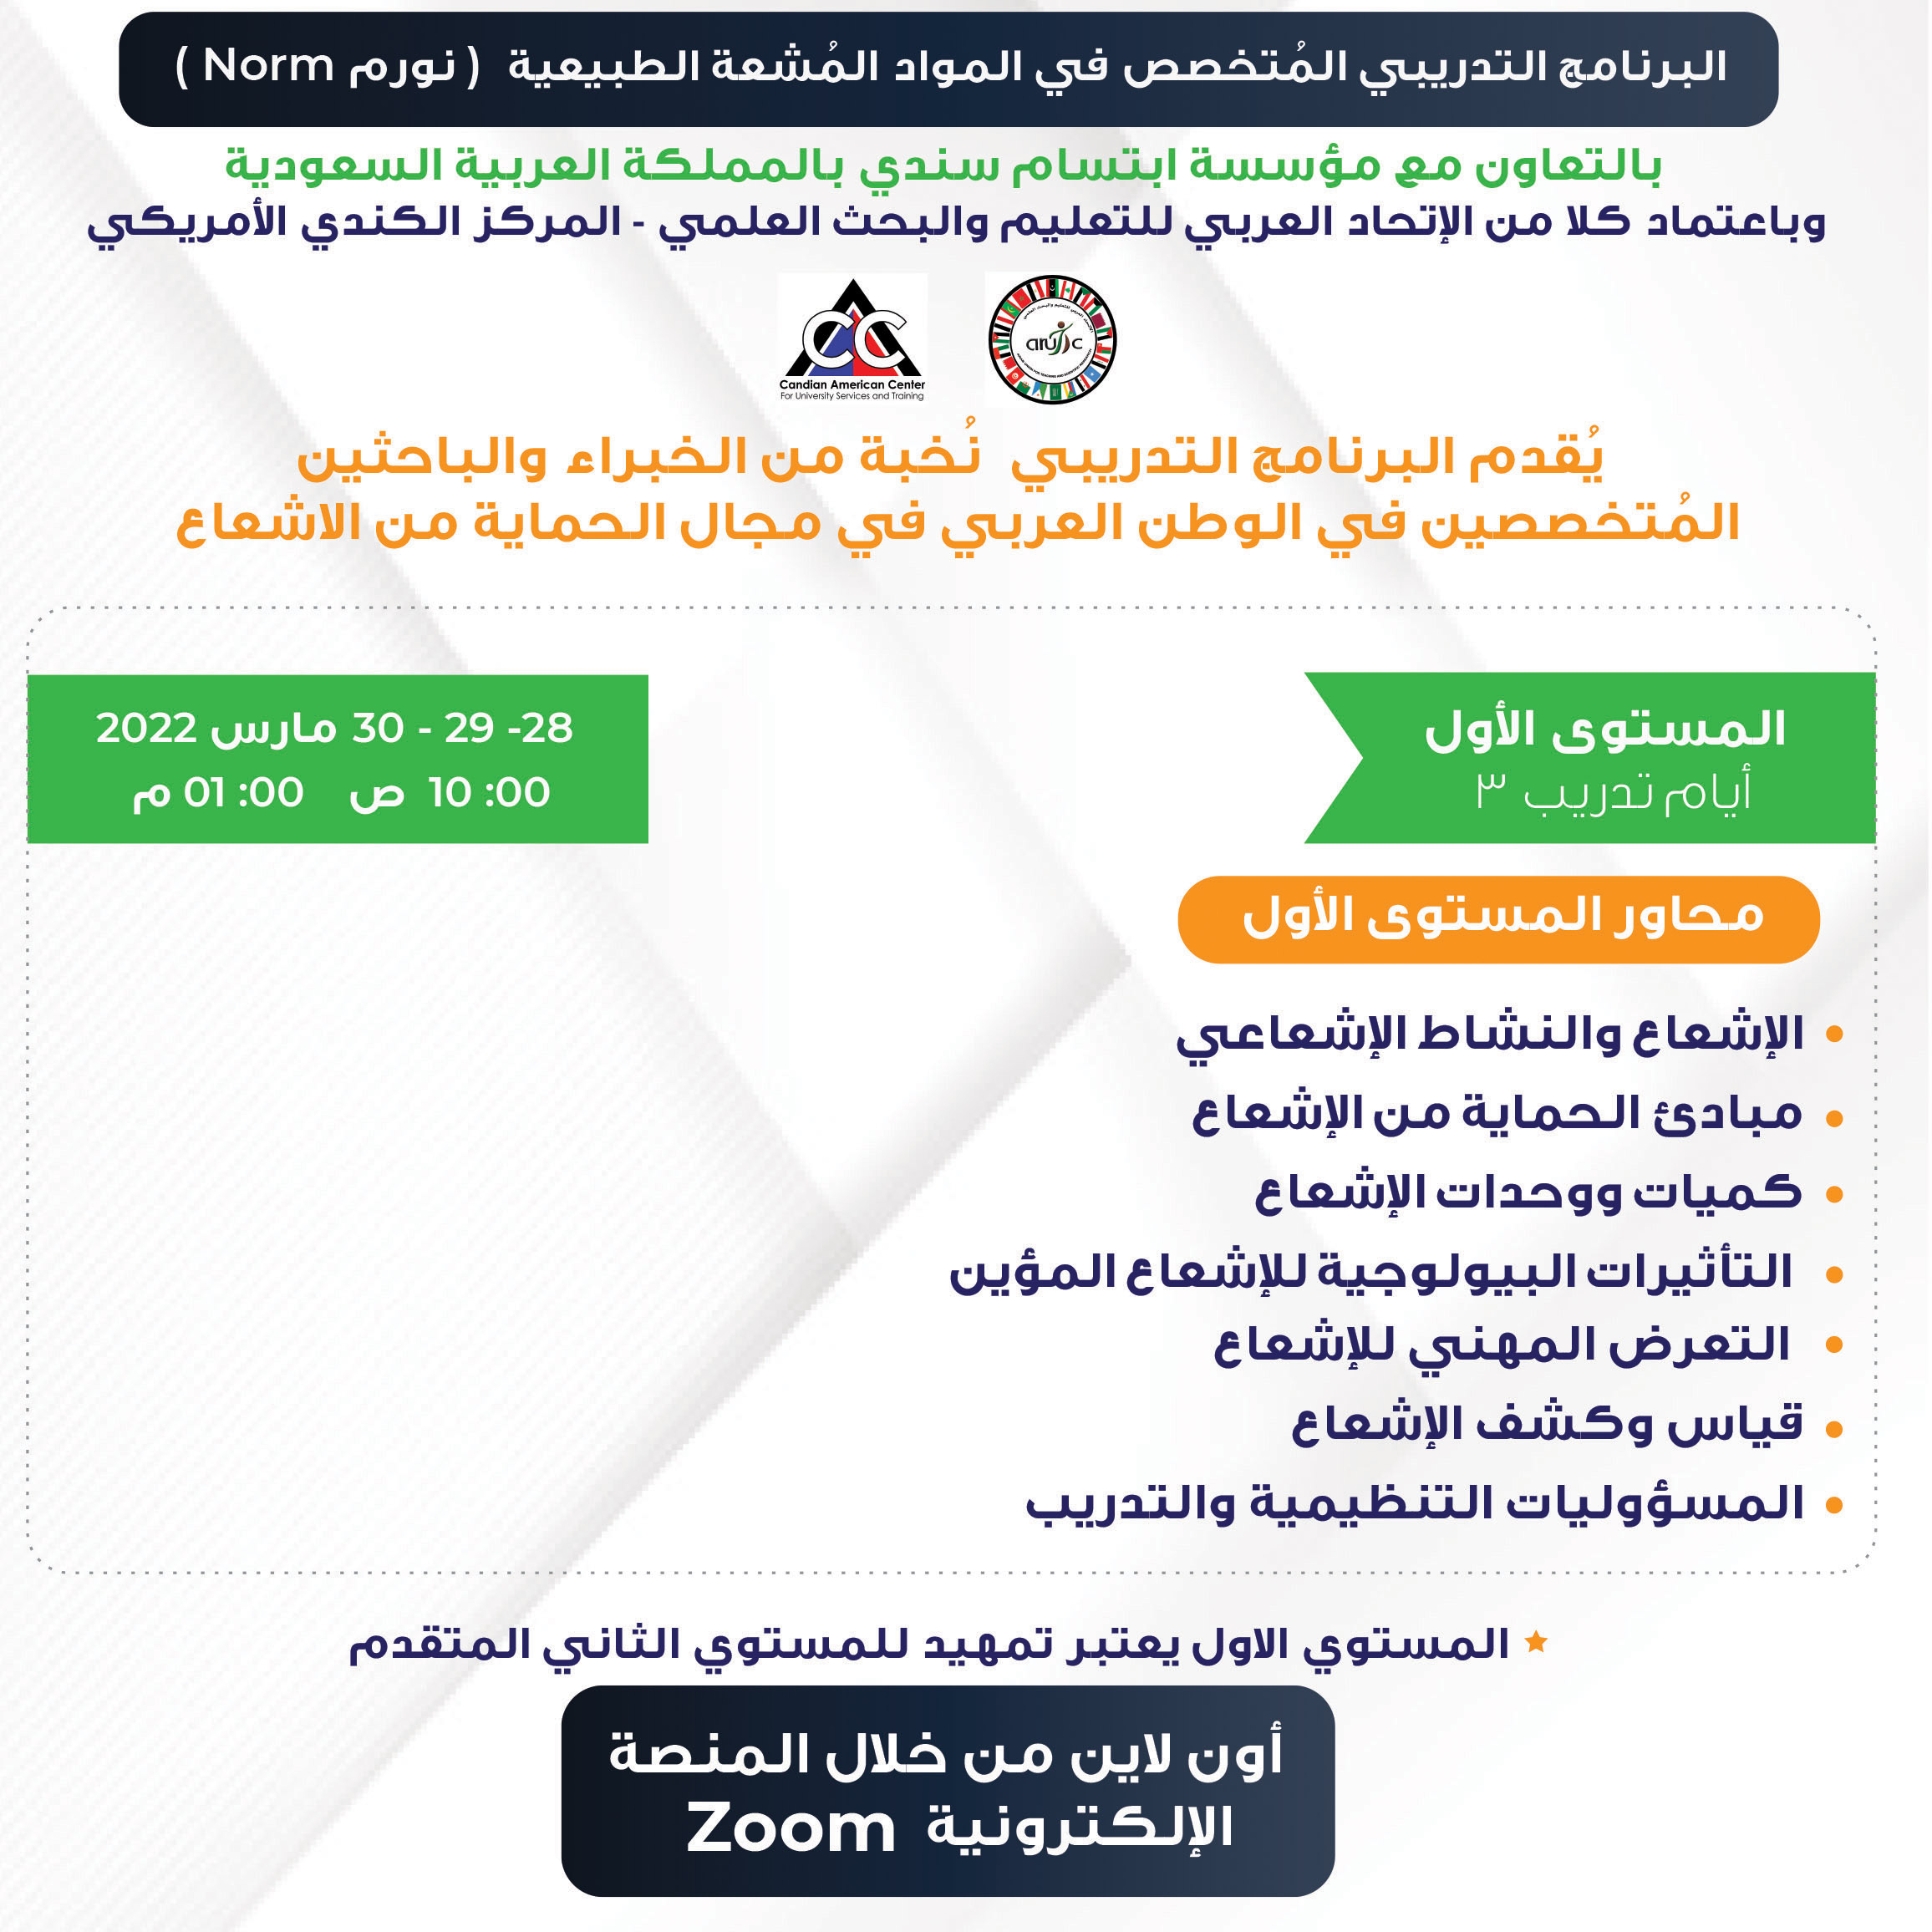 البرنامج التدريبي المُتخصص في المواد المُشعة الطبيعية ( نورم Norm )
بالتعاون مع مؤسسة ابتسام سندي بالمملكة العربية السعودية
وباعتماد كلا من الإتحاد العربي للتعليم والبحث العلمي - المركز الكندي الأمريكي
aru c
CC
Candian American Center
For University Services and Training
يُقدم البرنامج التدريبي نُخبة من الخبراء والباحثين
المُتخصصين في الوطن العربي في مجال الحماية من الاشعاع
المستوى الأول
أيام تدريب ٣
28- 29 - 30 مارس 2022
10 :00 ص 01 :00 م
محاور المستوى الأول
• الإشعاع والنشاط الإشعاعي
• مبادئ الحماية من الإشعاع
• كميات ووحدات الإشعاع
• التأثيرات البيولوجية للإشعاع المؤين
• التعرض المهني للإشعاع
• قياس وكشف الإشعاع
• المسؤوليات التنظيمية والتدريب
★ المستوي الاول يعتبر تمهيد للمستوي الثاني المتقدم
أون لاين من خلال المنصة
الإلكترونية Zoom